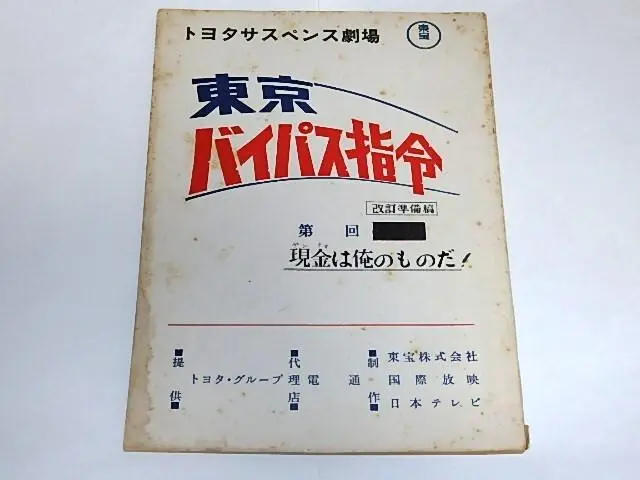 トヨタサスペンス劇場
東宝
東京
バイパス指令
改訂準備稿
第 回
現金は俺のものだ!
提供 トヨタ・グループ
代理店 電通
制作 東宝株式会社
国際放映
日本テレビ